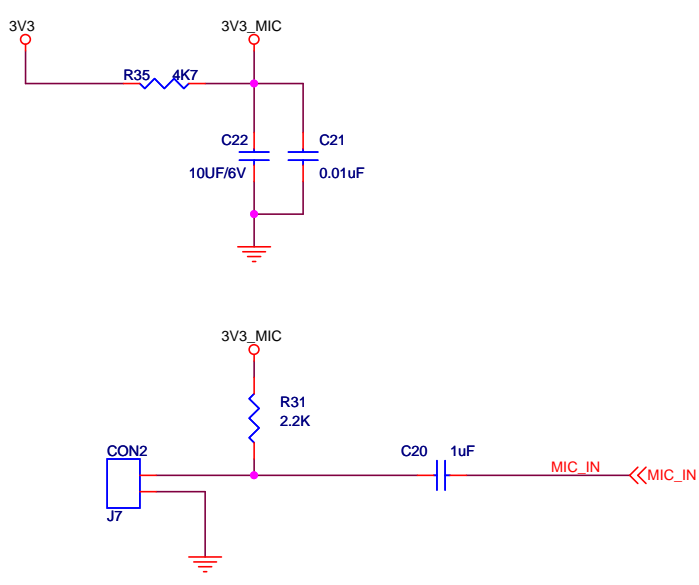 3V3
3V3_MIC
R35 4K7
C22
C21
10UF/6V
0.01uF
3V3_MIC
R31
2.2K
CON2
C20 1uF
MIC_IN
MIC_IN
J7